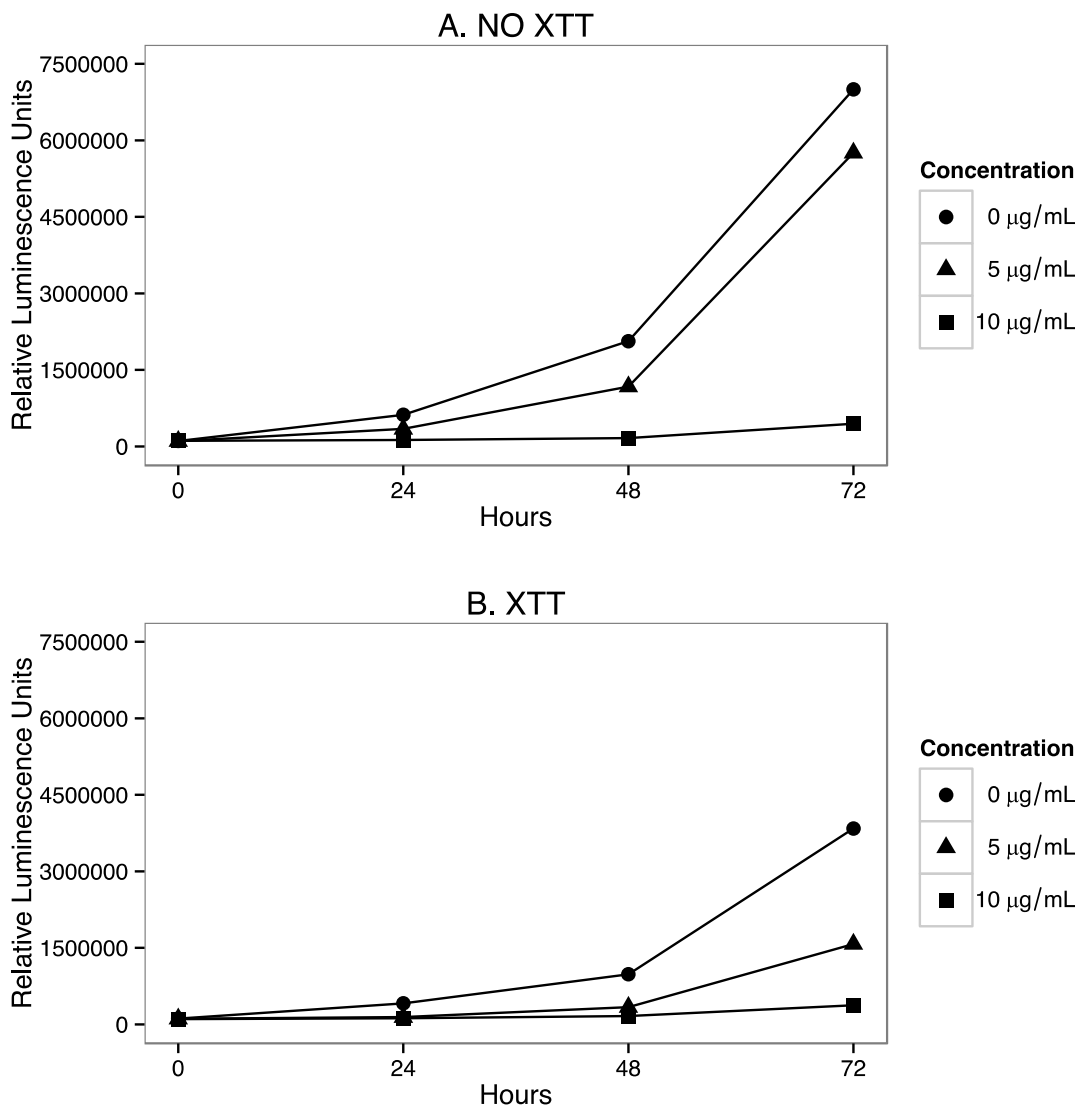 A. NO XTT
Relative Luminescence Units
7500000
6000000
4500000
3000000
1500000
0
0 24 48 72
Hours
Concentration
0 μg/mL
5 μg/mL
10 μg/mL
B. XTT
Relative Luminescence Units
7500000
6000000
4500000
3000000
1500000
0
0 24 48 72
Hours
Concentration
0 μg/mL
5 μg/mL
10 μg/mL